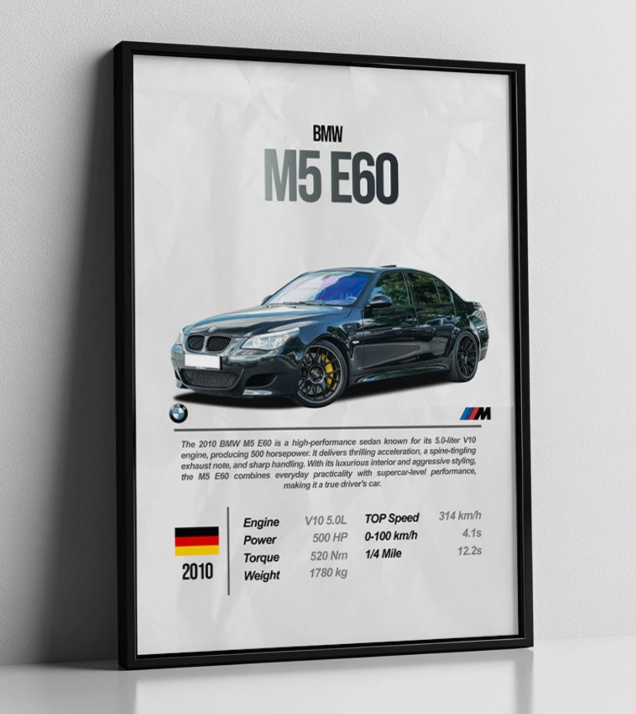 BMW
M5 E60
M
The 2010 BMW M5 E60 is a high-performance sedan known for its 5.0-liter V10
engine, producing 500 horsepower. It delivers thrilling acceleration, a spine-tingling
exhaust note, and sharp handling. With its luxurious interior and aggressive styling,
the M5 E60 combines everyday practicality with supercar-level performance,
making it a true driver's car.
Engine V10 5.0L
Power 500 HP
Torque 520 Nm
Weight 1780 kg
TOP Speed 314 km/h
0-100 km/h 4.1s
1/4 Mile 12.2s
2010